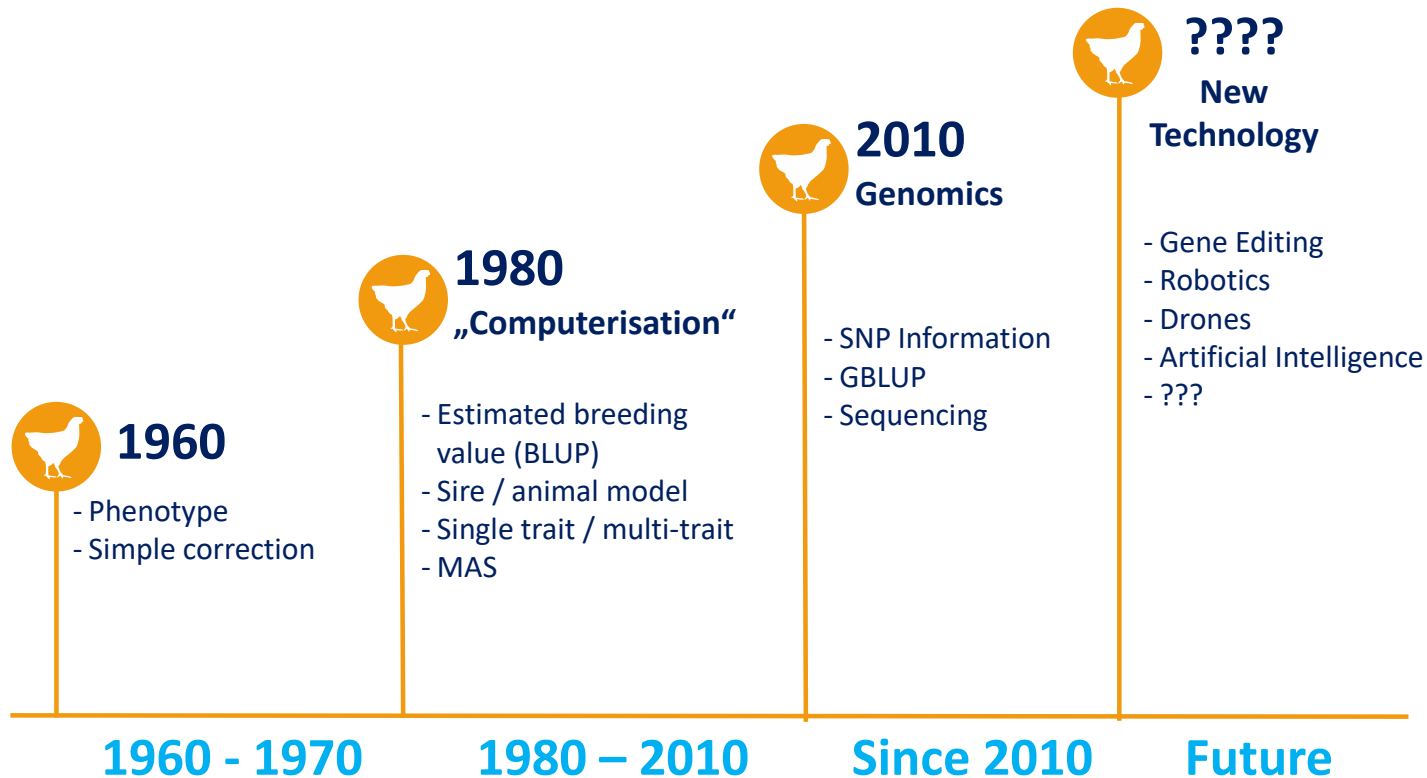 1960
- Phenotype
- Simple correction
1980
„Computerisation“
- Estimated breeding
value (BLUP)
- Sire / animal model
- Single trait / multi-trait
- MAS
2010
Genomics
- SNP Information
- GBLUP
- Sequencing
????
New
Technology
- Gene Editing
- Robotics
- Drones
- Artificial Intelligence
- ???
1960 - 1970
1980 – 2010
Since 2010
Future